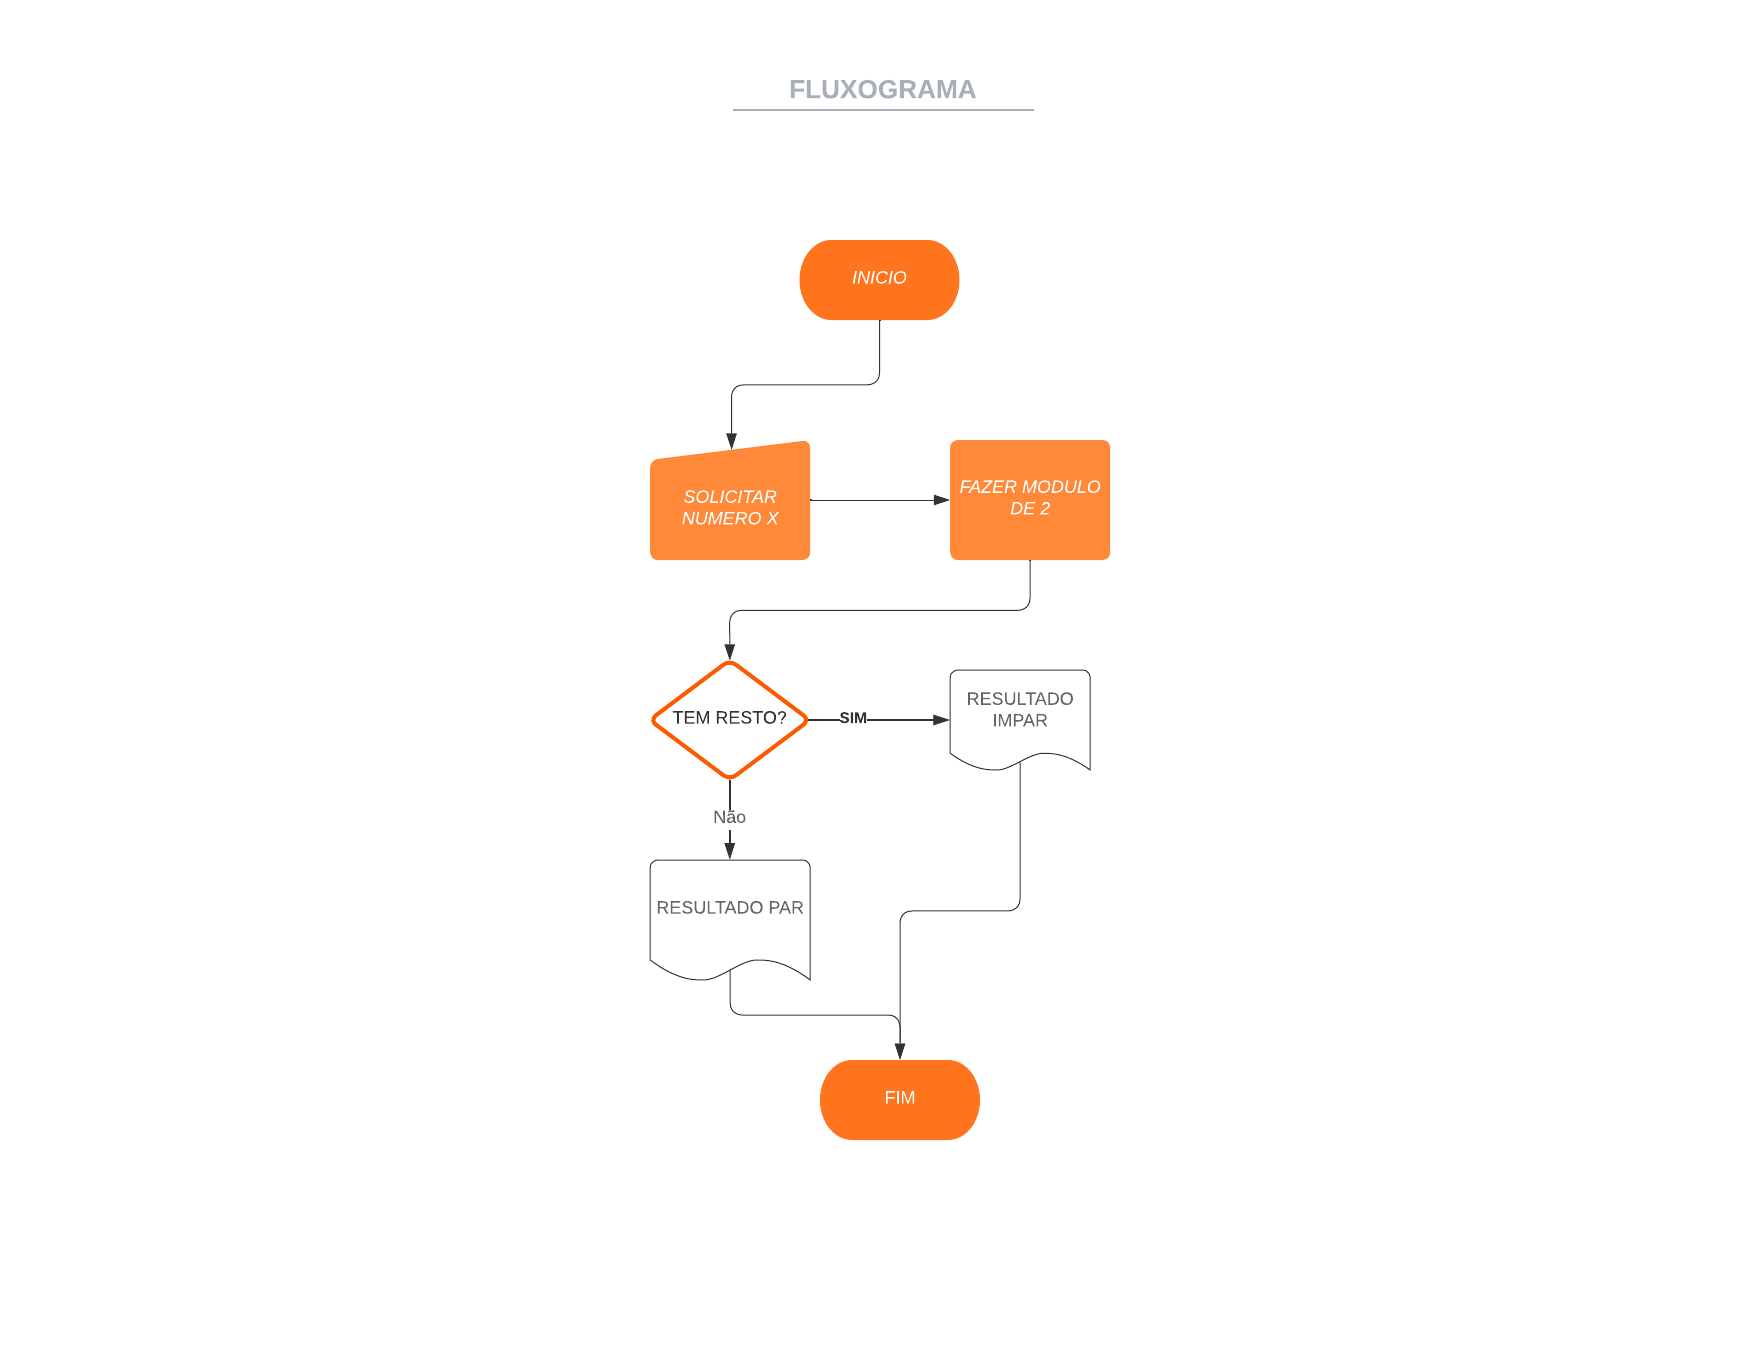 FLUXOGRAMA
INICIO
SOLICITAR
NUMERO X
FAZER MODULO
DE 2
TEM RESTO?
SIM
RESULTADO
IMPAR
Não
RESULTADO PAR
FIM